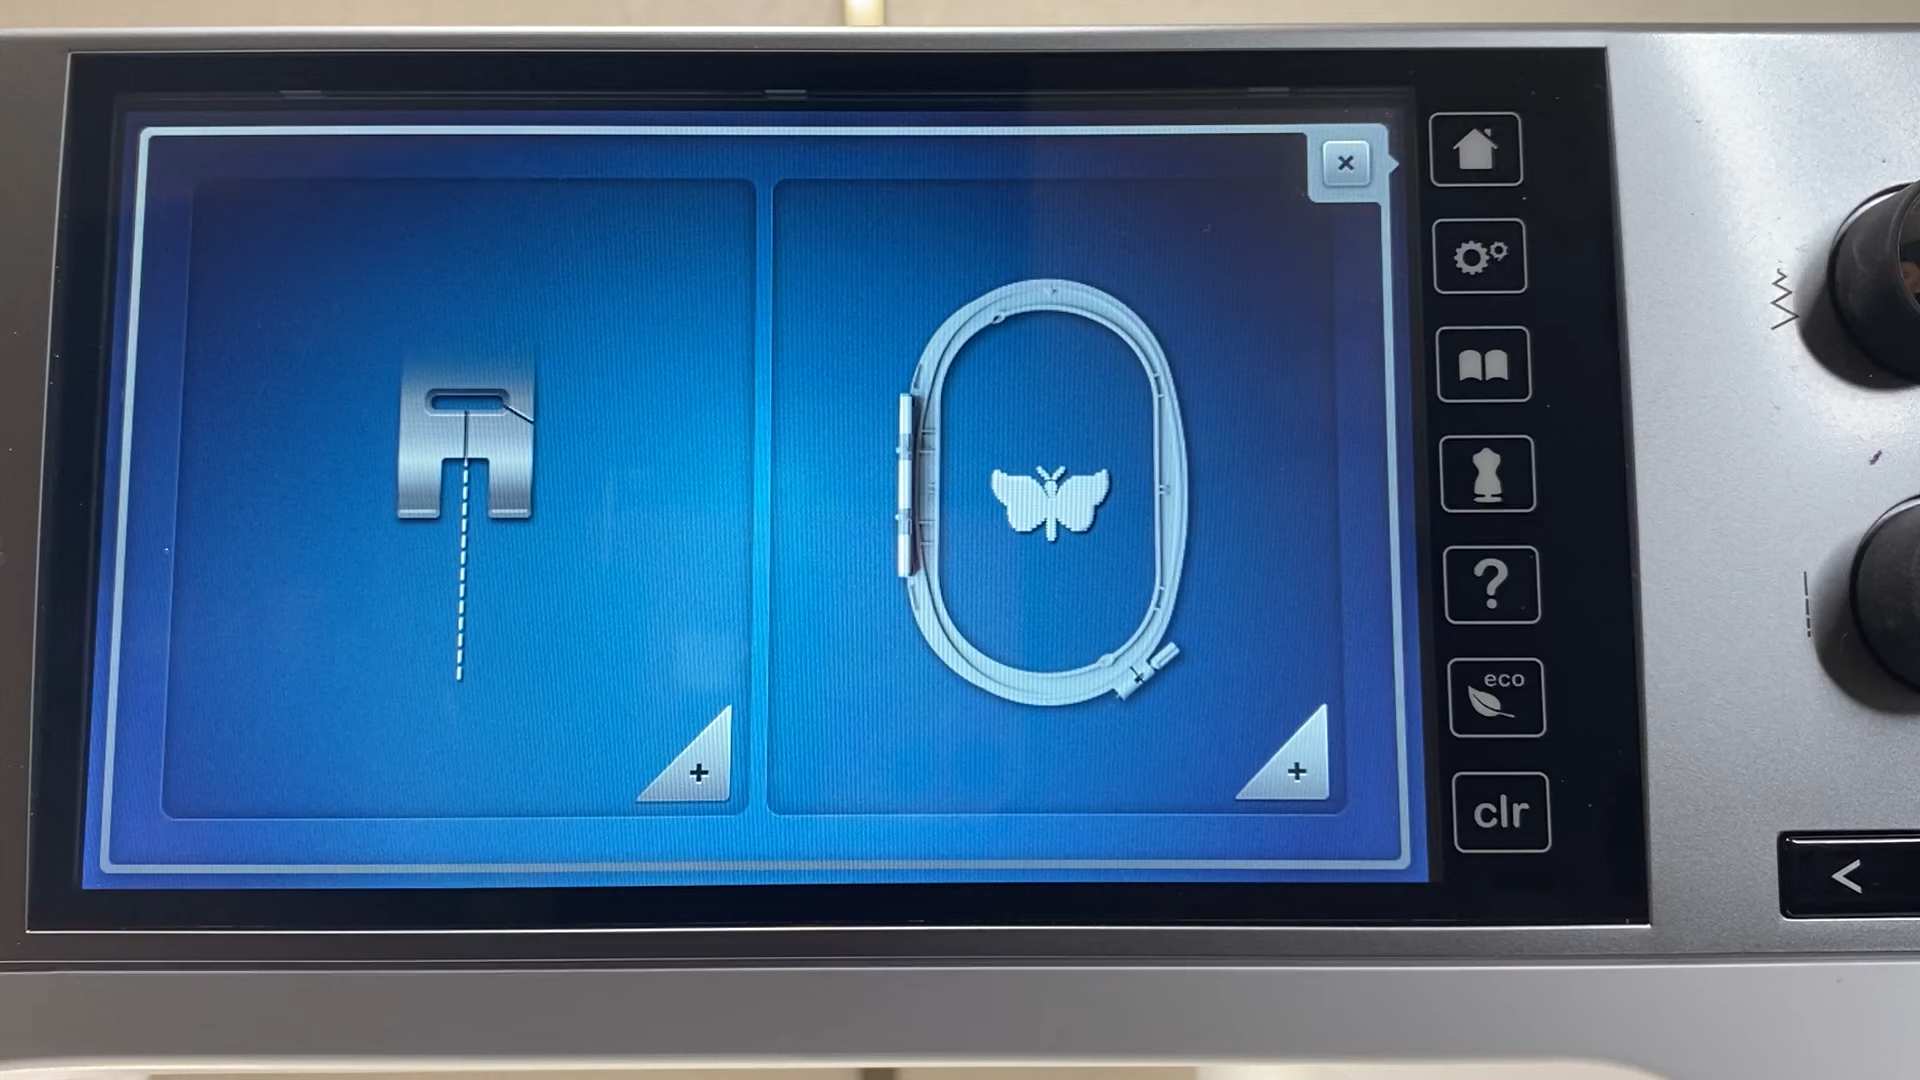 ×
?
eco
clr
+
+
<